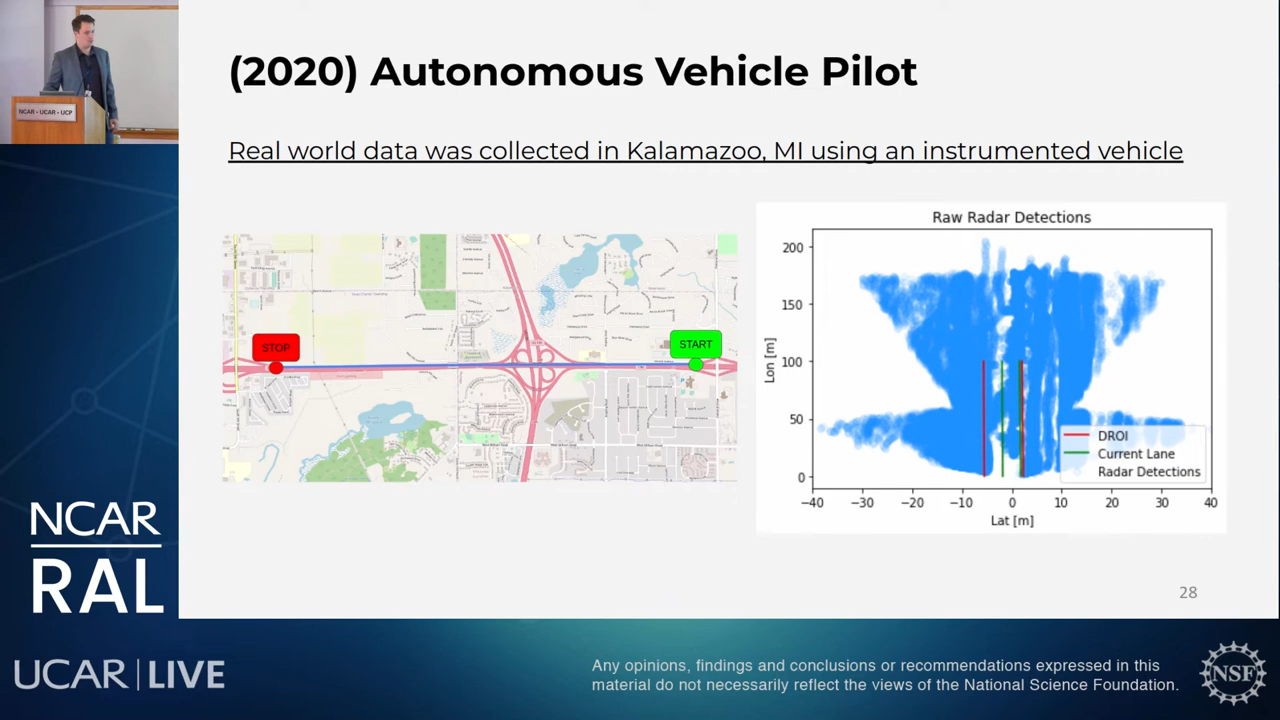 NCAR • UCAR • UCP
(2020) Autonomous Vehicle Pilot
Real world data was collected in Kalamazoo, MI using an instrumented vehicle
STOP
START
Raw Radar Detections
200
150
100
50
0
Lon [m]
DROI
Current Lane
Radar Detections
−40 −30 −20 −10 0 10 20 30 40
Lat [m]
28
NCAR
RAL
UCAR | LIVE
Any opinions, findings and conclusions or recommendations expressed in this
material do not necessarily reflect the views of the National Science Foundation.
NSF